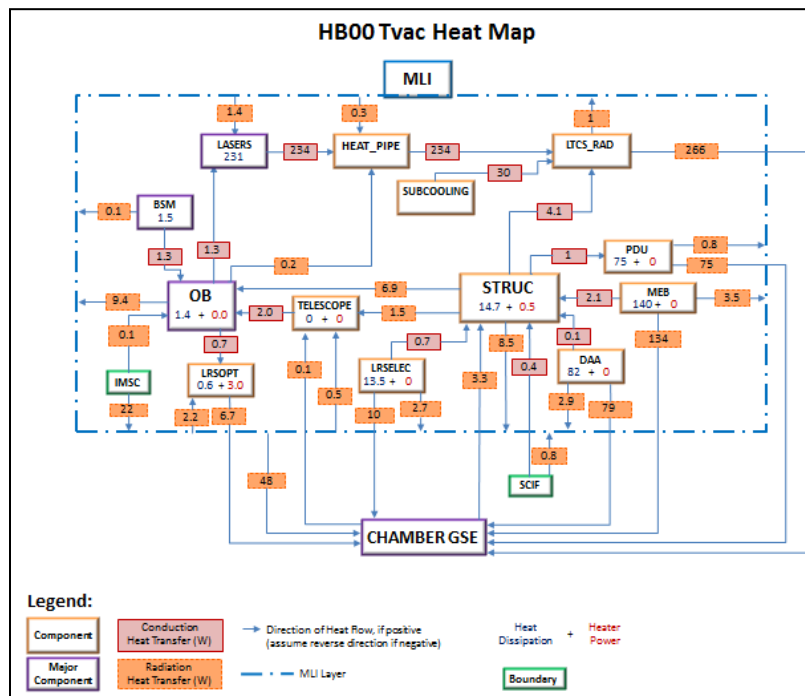 HB00 Tvac Heat Map
MLI
1.4
0.3
1
LASERS
231
234
HEAT_PIPE
234
LTCS_RAD
266
SUBCOOLING
30
BSM
1.5
0.1
1.3
1.3
0.2
4.1
1
PDU
75 + 0
0.8
75
OB
1.4 + 0.0
9.4
6.9
STRUC
14.7 + 0.5
2.1
MEB
140 + 0
3.5
134
TELESCOPE
0 + 0
2.0
1.5
0.1
0.7
8.5
0.1
DAA
82 + 0
IMSC
22
LRSOPT
0.6 + 3.0
2.2
6.7
0.1
0.5
LRSELEC
13.5 + 0
0.7
10
2.7
3.3
0.4
2.9
79
48
0.8
SCIF
CHAMBER GSE
Legend:
Component
Conduction
Heat Transfer (W)
Direction of Heat Flow, if positive
(assume reverse direction if negative)
Heat
Dissipation
+
Heater
Power
Major
Component
Radiation
Heat Transfer (W)
MLI Layer
Boundary